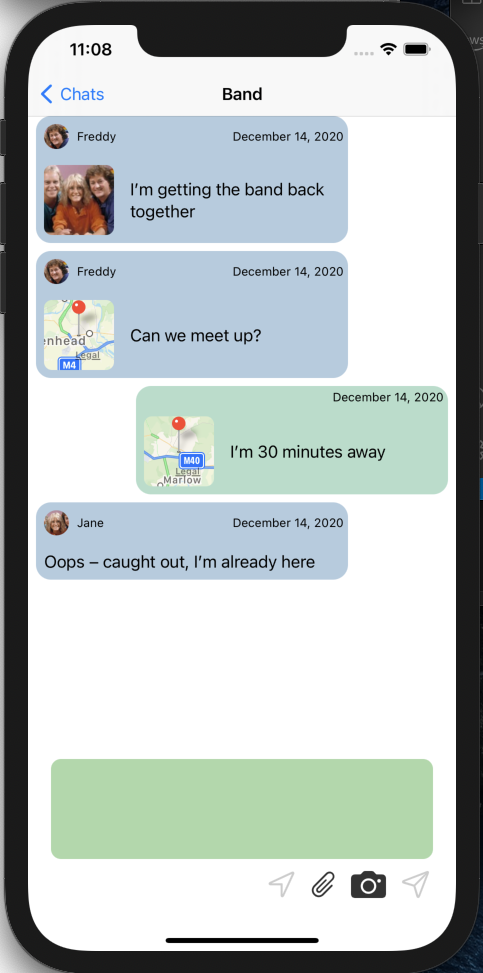 11:08
Chats
Band
Freddy December 14, 2020
I'm getting the band back
together
Freddy December 14, 2020
enhead
Legal
M4
Can we meet up?
December 14, 2020
M40
Legal
Marlow
I'm 30 minutes away
Jane December 14, 2020
Oops – caught out, I'm already here